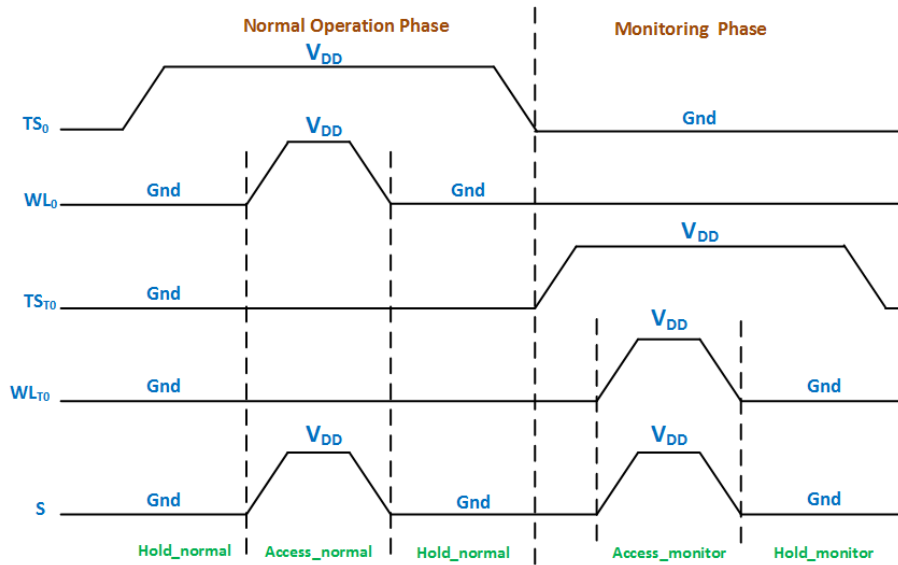 Normal Operation Phase
Monitoring Phase
VDD
TS0
Gnd
VDD
WL0
Gnd
Gnd
VDD
TST0
Gnd
VDD
WLT0
Gnd
Gnd
VDD
VDD
S
Gnd
Gnd
Gnd
Hold_normal
Access_normal
Hold_normal
Access_monitor
Hold_monitor